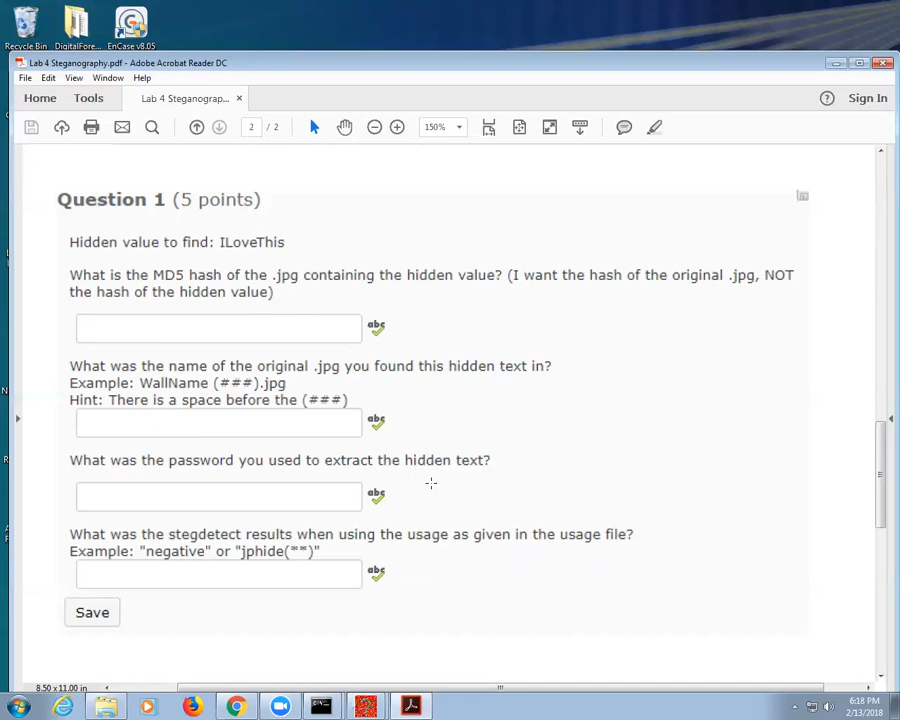 Recycle Bin
DigitalFore...
EnCase v8.05
Lab 4 Steganography.pdf - Adobe Acrobat Reader DC
File Edit View Window Help
Home Tools Lab 4 Steganograp... × Sign In
2 / 2 150%
Question 1 (5 points)
Hidden value to find: ILoveThis
What is the MD5 hash of the .jpg containing the hidden value? (I want the hash of the original .jpg, NOT
the hash of the hidden value)
abc
What was the name of the original .jpg you found this hidden text in?
Example: WallName (###).jpg
Hint: There is a space before the (###)
abc
What was the password you used to extract the hidden text?
abc
What was the stegdetect results when using the usage as given in the usage file?
Example: "negative" or "jphide(**)"
abc
Save
8.50 x 11.00 in
6:18 PM
2/13/2018